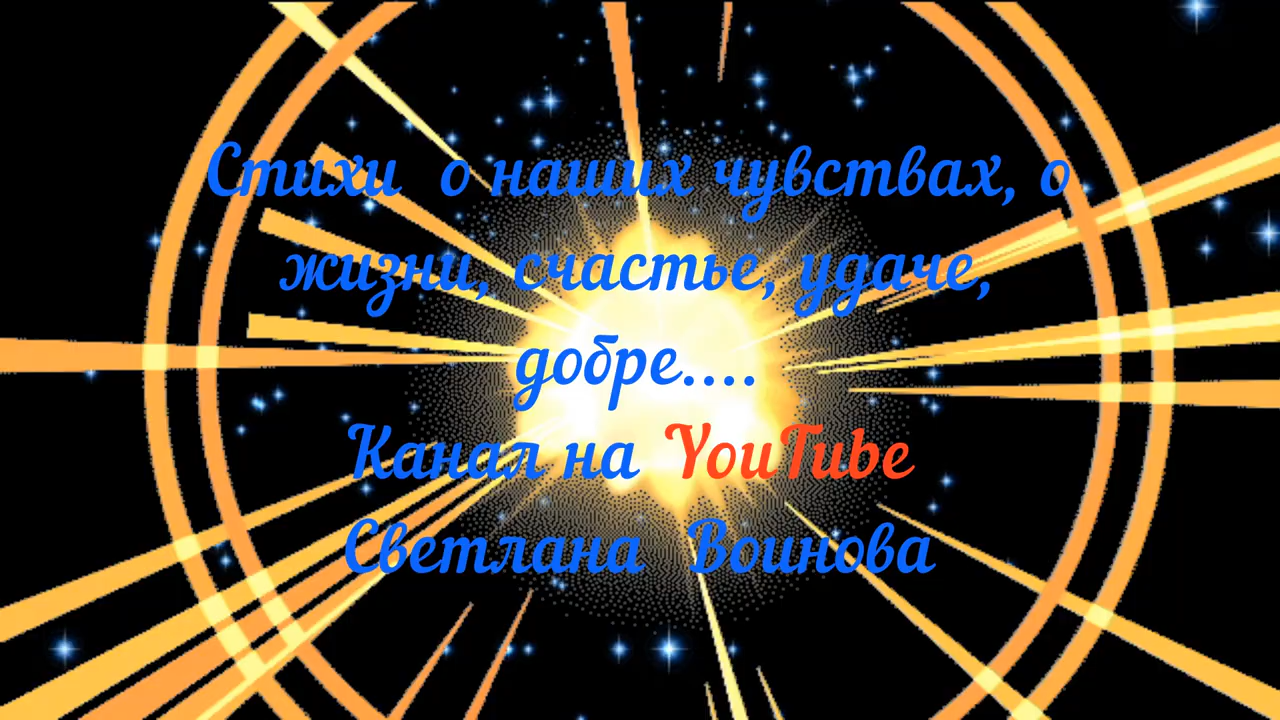 Стихи о наших чувствах, о
жизни, счастье, удаче,
добре....
Канал на YouTube
Светлана Воинова